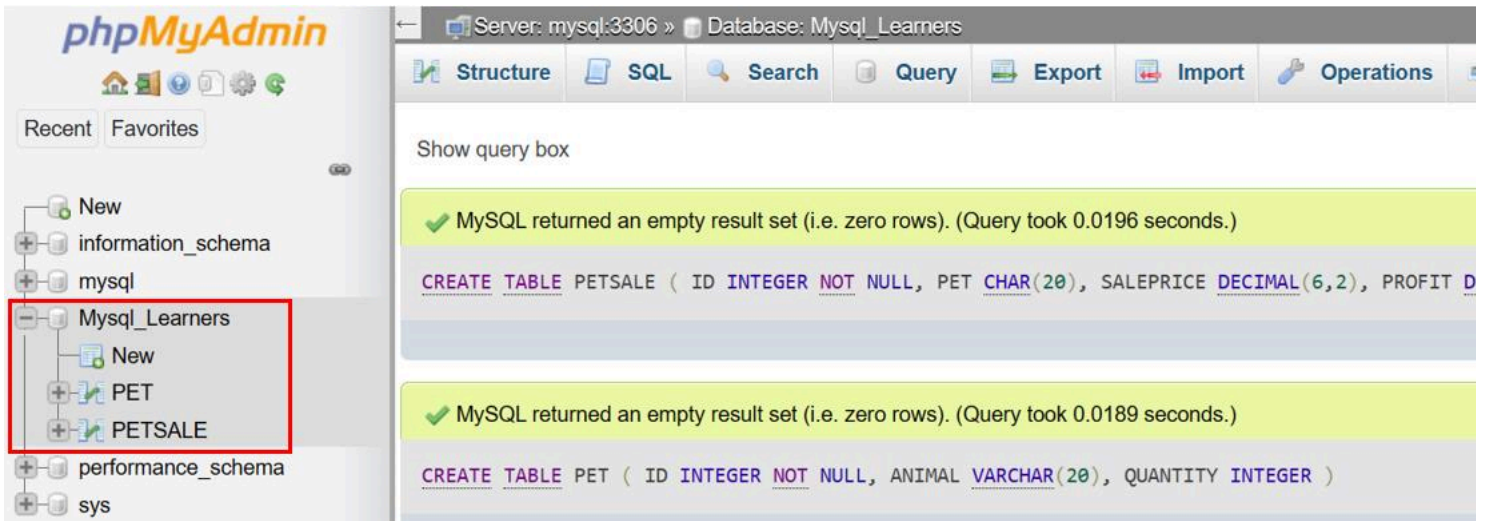 phpMyAdmin
Recent Favorites
New
information_schema
mysql
Mysql_Learners
New
PET
PETSALE
performance_schema
sys
Server: mysql:3306 » Database: Mysql_Learners
Structure SQL Search Query Export Import Operations
Show query box
MySQL returned an empty result set (i.e. zero rows). (Query took 0.0196 seconds.)
CREATE TABLE PETSALE ( ID INTEGER NOT NULL, PET CHAR(20), SALEPRICE DECIMAL(6,2), PROFIT D
MySQL returned an empty result set (i.e. zero rows). (Query took 0.0189 seconds.)
CREATE TABLE PET ( ID INTEGER NOT NULL, ANIMAL VARCHAR(20), QUANTITY INTEGER )